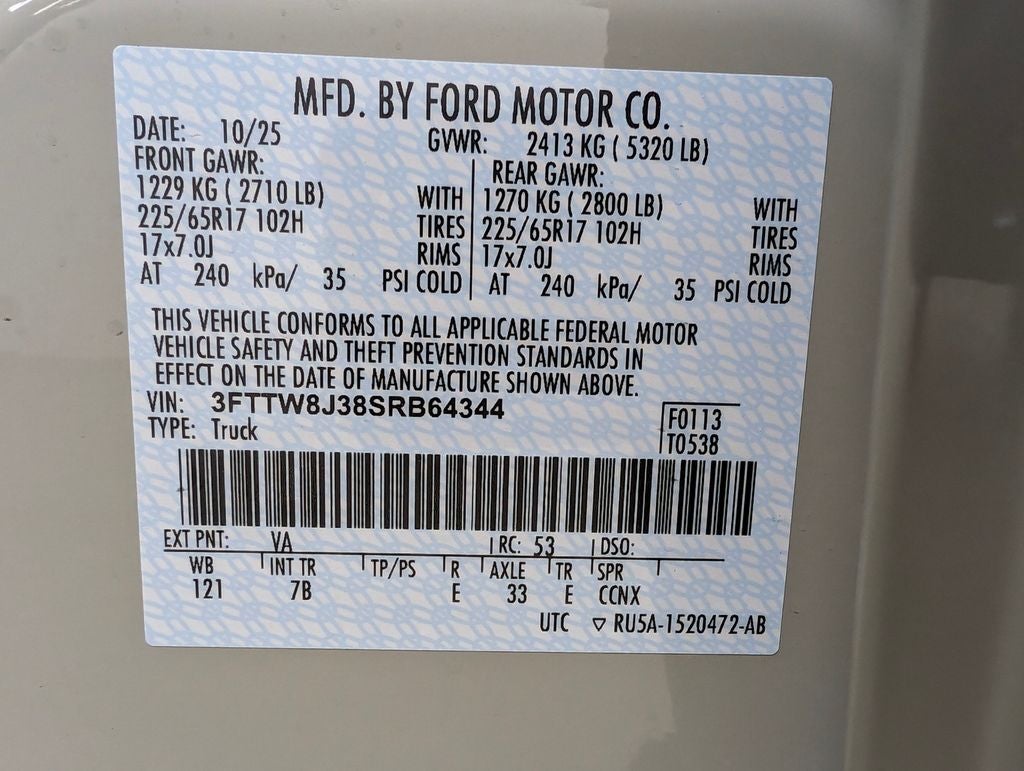 MFD. BY FORD MOTOR CO.
DATE: 10/25 GVWR: 2413 KG ( 5320 LB)
FRONT GAWR: REAR GAWR:
1229 KG ( 2710 LB) WITH 1270 KG ( 2800 LB) WITH
225/65R17 102H TIRES 225/65R17 102H TIRES
17x7.0J RIMS 17x7.0J RIMS
AT 240 kPa/ 35 PSI COLD AT 240 kPa/ 35 PSI COLD
THIS VEHICLE CONFORMS TO ALL APPLICABLE FEDERAL MOTOR
VEHICLE SAFETY AND THEFT PREVENTION STANDARDS IN
EFFECT ON THE DATE OF MANUFACTURE SHOWN ABOVE.
VIN: 3FTTW8J38SRB64344
TYPE: Truck
F0113
T0538
EXT PNT: VA RC: 53 DSO:
WB INT TR TP/PS R AXLE TR SPR
121 7B E 33 E CCNX
UTC ▽ RU5A-1520472-AB